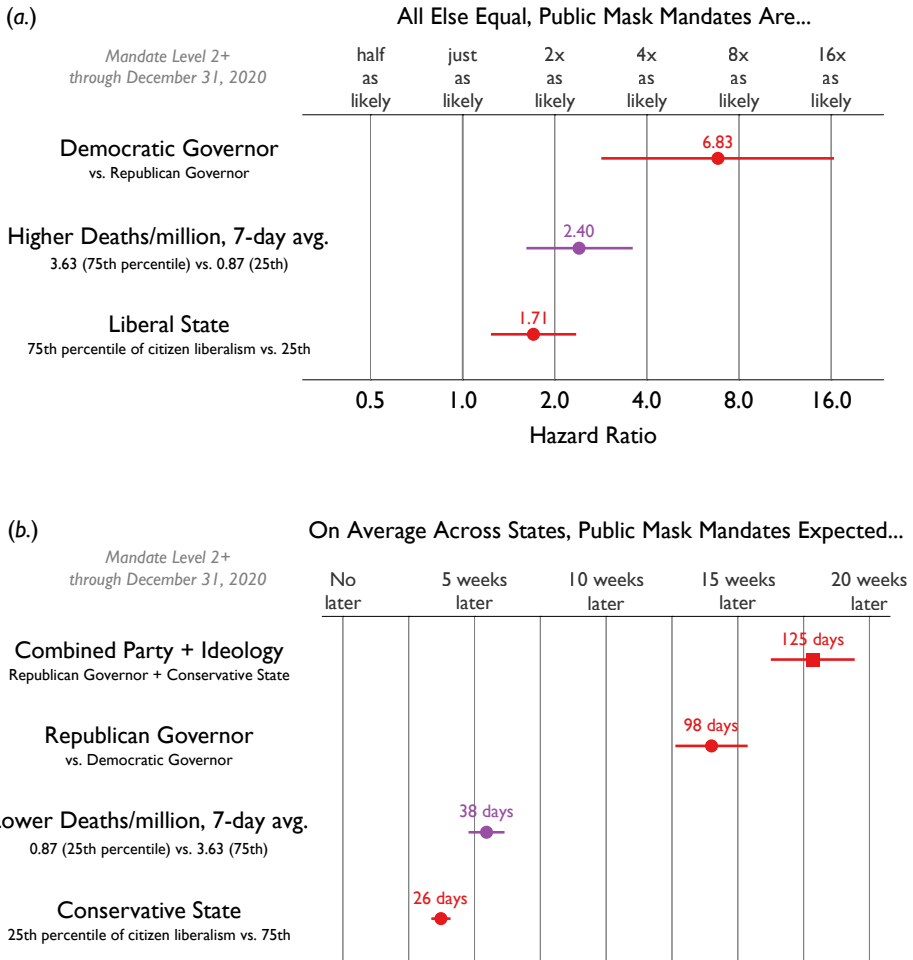 (a.)
All Else Equal, Public Mask Mandates Are...
Mandate Level 2+
through December 31, 2020
half
as
likely
just
as
likely
2x
as
likely
4x
as
likely
8x
as
likely
16x
as
likely
Democratic Governor
vs. Republican Governor
6.83
Higher Deaths/million, 7-day avg.
3.63 (75th percentile) vs. 0.87 (25th)
2.40
Liberal State
75th percentile of citizen liberalism vs. 25th
1.71
0.5 1.0 2.0 4.0 8.0 16.0
Hazard Ratio
(b.)
On Average Across States, Public Mask Mandates Expected...
Mandate Level 2+
through December 31, 2020
No
later
5 weeks
later
10 weeks
later
15 weeks
later
20 weeks
later
Combined Party + Ideology
Republican Governor + Conservative State
125 days
Republican Governor
vs. Democratic Governor
98 days
ower Deaths/million, 7-day avg.
0.87 (25th percentile) vs. 3.63 (75th)
38 days
Conservative State
25th percentile of citizen liberalism vs. 75th
26 days